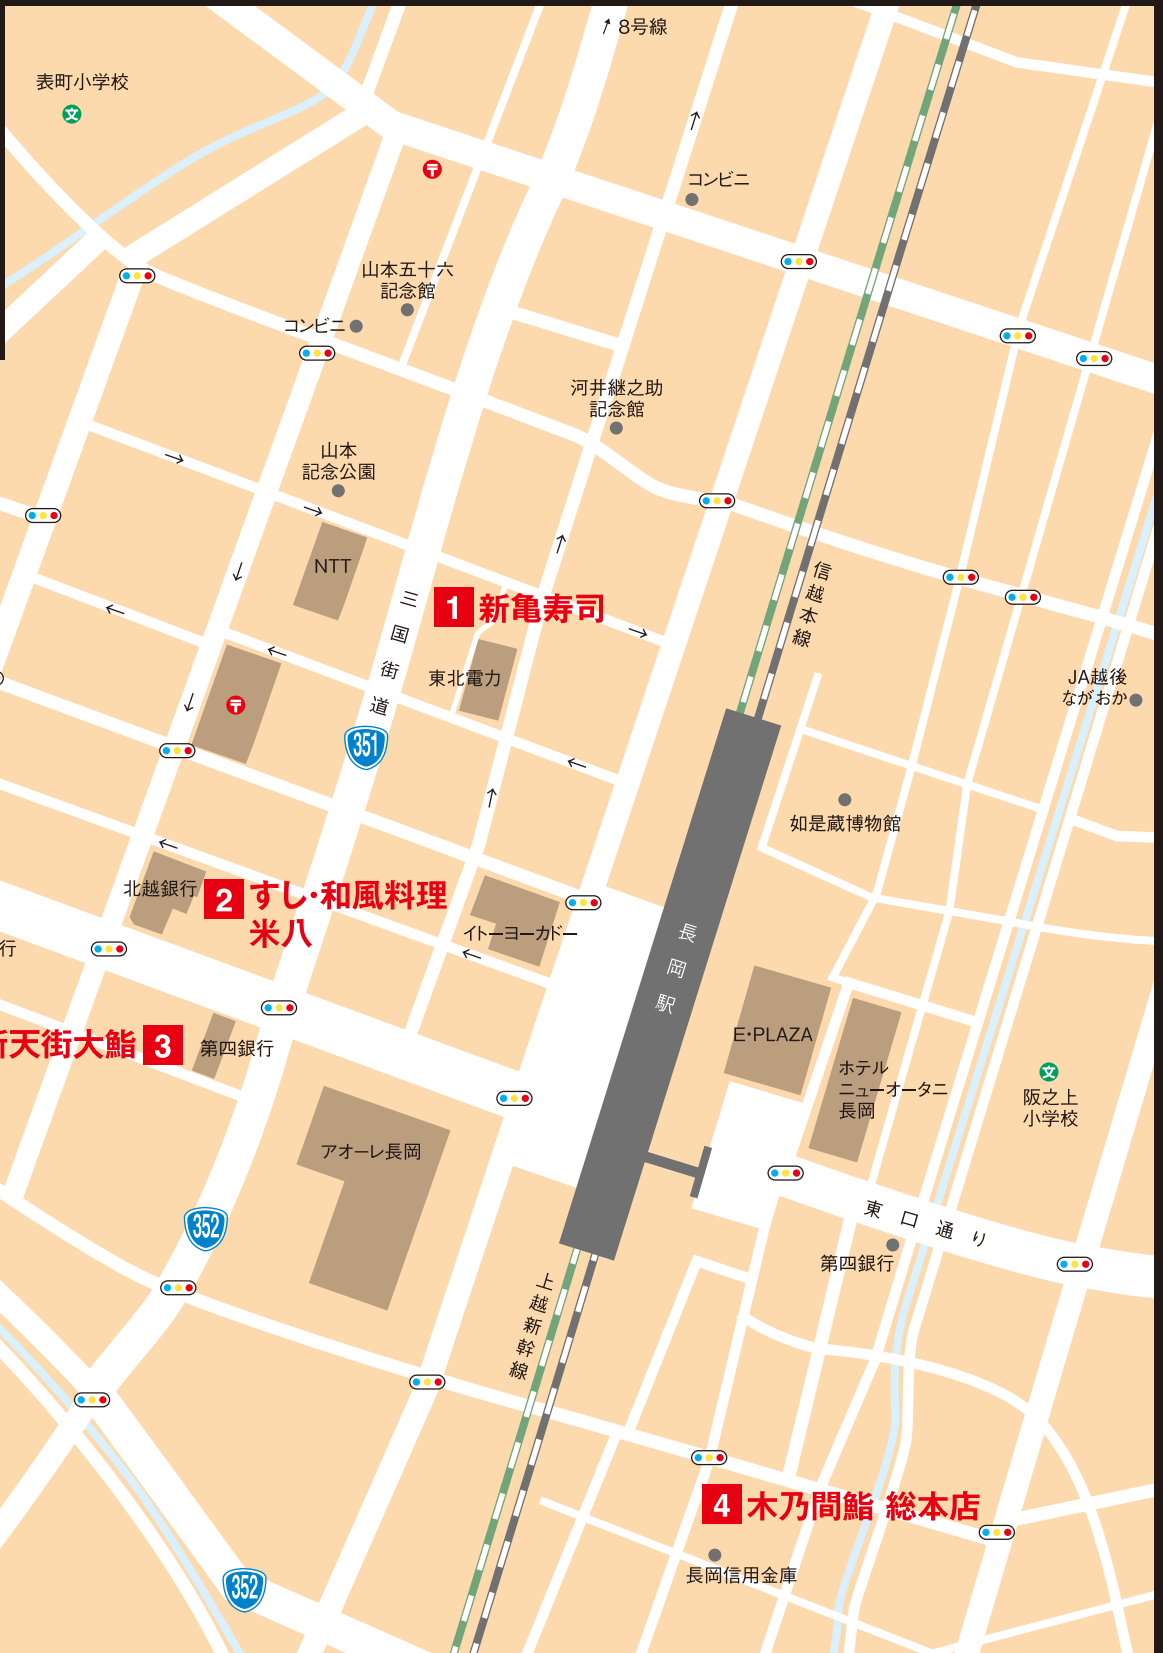 8号線
表町小学校
文
〒
コンビニ
山本五十六
記念館
コンビニ
河井継之助
記念館
山本
記念公園
NTT
三国街道
1 新亀寿司
信越本線
東北電力
JA越後
ながおか
〒
351
如是蔵博物館
北越銀行
2 すし・和風料理
米八
イトーヨーカドー
長岡駅
行
E・PLAZA
新天街大鮨 3
第四銀行
ホテル
ニューオータニ
長岡
文
阪之上
小学校
アオーレ長岡
352
東口通り
第四銀行
上越新幹線
4 木乃間鮨 総本店
長岡信用金庫
352